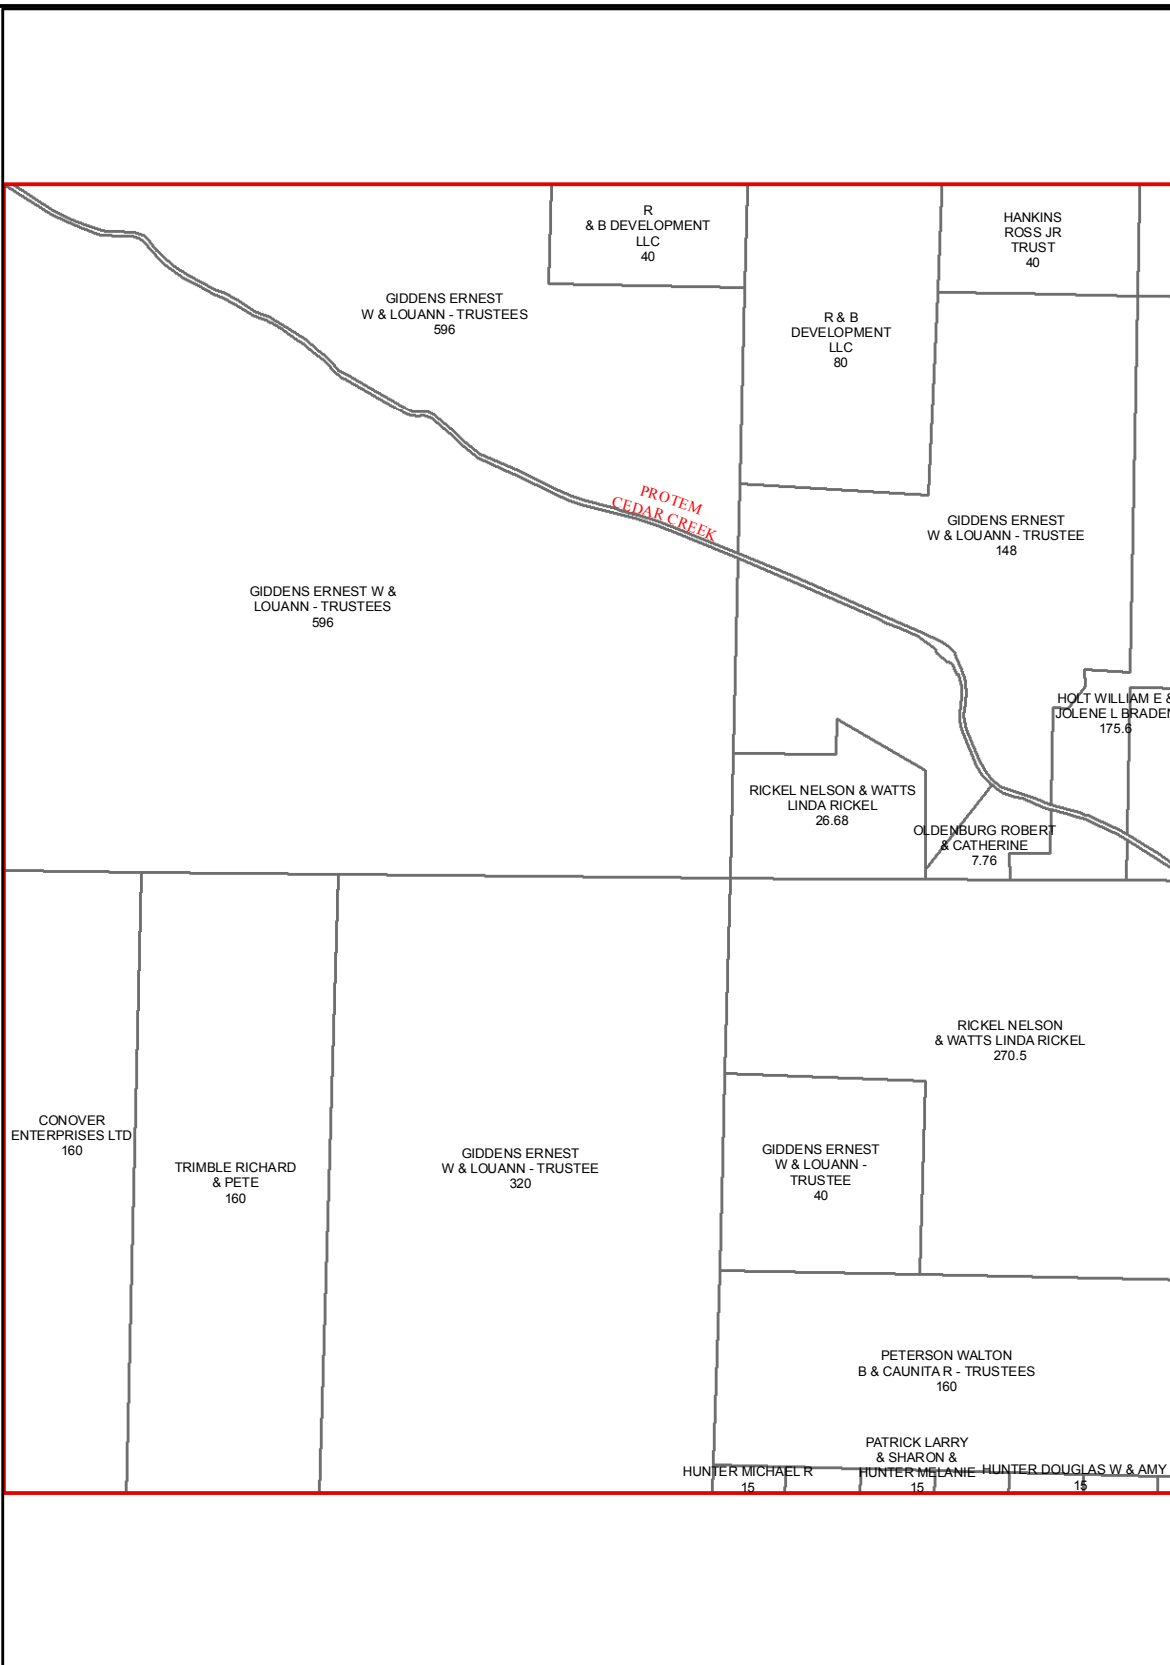 R
& B DEVELOPMENT
LLC
40
HANKINS
ROSS JR
TRUST
40
GIDDENS ERNEST
W & LOUANN - TRUSTEES
596
R & B
DEVELOPMENT
LLC
80
PROTEM
CEDAR CREEK
GIDDENS ERNEST
W & LOUANN - TRUSTEE
148
GIDDENS ERNEST W &
LOUANN - TRUSTEES
596
HOLT WILLIAM E &
JOLENE L BRADEN
175.6
RICKEL NELSON & WATTS
LINDA RICKEL
26.68
OLDENBURG ROBERT
& CATHERINE
7.76
RICKEL NELSON
& WATTS LINDA RICKEL
270.5
CONOVER
ENTERPRISES LTD
160
TRIMBLE RICHARD
& PETE
160
GIDDENS ERNEST
W & LOUANN - TRUSTEE
320
GIDDENS ERNEST
W & LOUANN -
TRUSTEE
40
PETERSON WALTON
B & CAUNITA R - TRUSTEES
160
HUNTER MICHAEL R
15
PATRICK LARRY
& SHARON &
HUNTER MELANIE
15
HUNTER DOUGLAS W & AMY
15